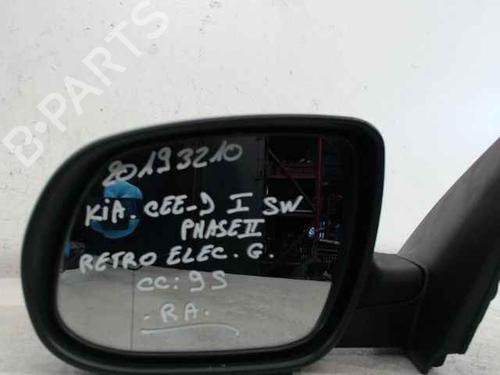 B-PARTS
20193210
KIA. CEE-D I SW
PHASE II
RETRO ELEC. G.
CC: 9S
. RA.